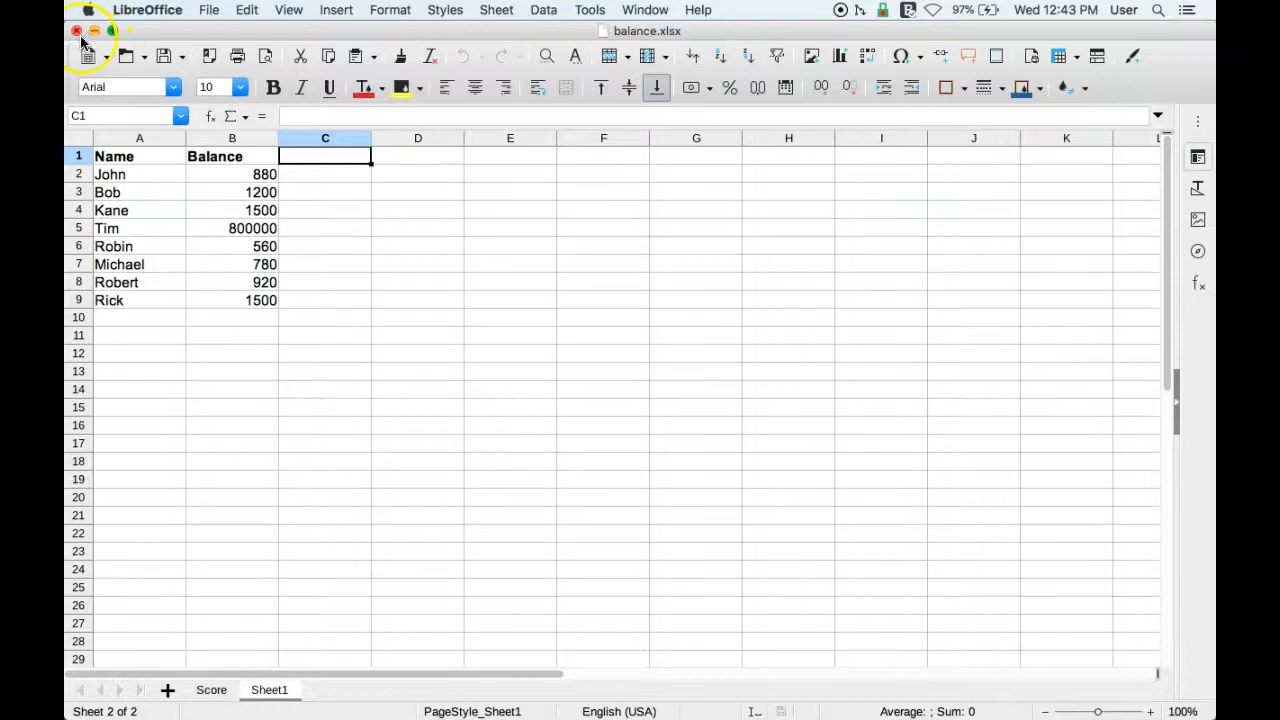 LibreOffice File Edit View Insert Format Styles Sheet Data Tools Window Help 97% Wed 12:43 PM User
balance.xlsx
Arial 10
C1
A B C D E F G H I J K L
1 Name Balance
2 John 880
3 Bob 1200
4 Kane 1500
5 Tim 800000
6 Robin 560
7 Michael 780
8 Robert 920
9 Rick 1500
10
11
12
13
14
15
16
17
18
19
20
21
22
23
24
25
26
27
28
29
Score Sheet1
Sheet 2 of 2 PageStyle_Sheet1 English (USA) Average: ; Sum: 0 100%